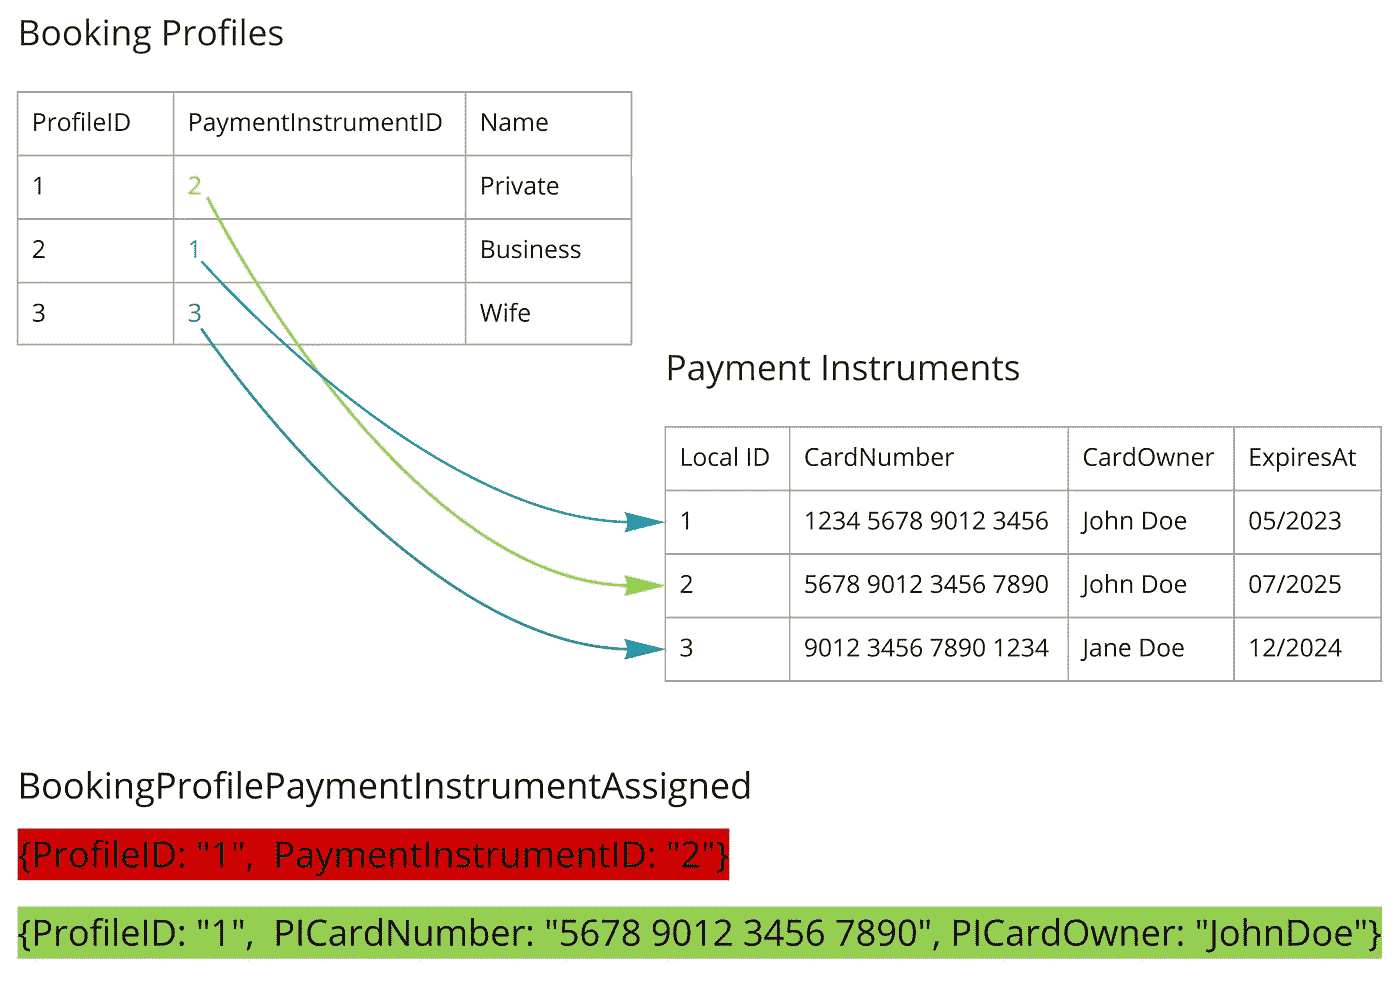 Booking Profiles
ProfileID PaymentInstrumentID Name
1 2 Private
2 1 Business
3 3 Wife
Payment Instruments
Local ID CardNumber CardOwner ExpiresAt
1 1234 5678 9012 3456 John Doe 05/2023
2 5678 9012 3456 7890 John Doe 07/2025
3 9012 3456 7890 1234 Jane Doe 12/2024
BookingProfilePaymentInstrumentAssigned
{ProfileID: "1",  PaymentInstrumentID: "2"}
{ProfileID: "1",  PICardNumber: "5678 9012 3456 7890", PICardOwner: "JohnDoe"}